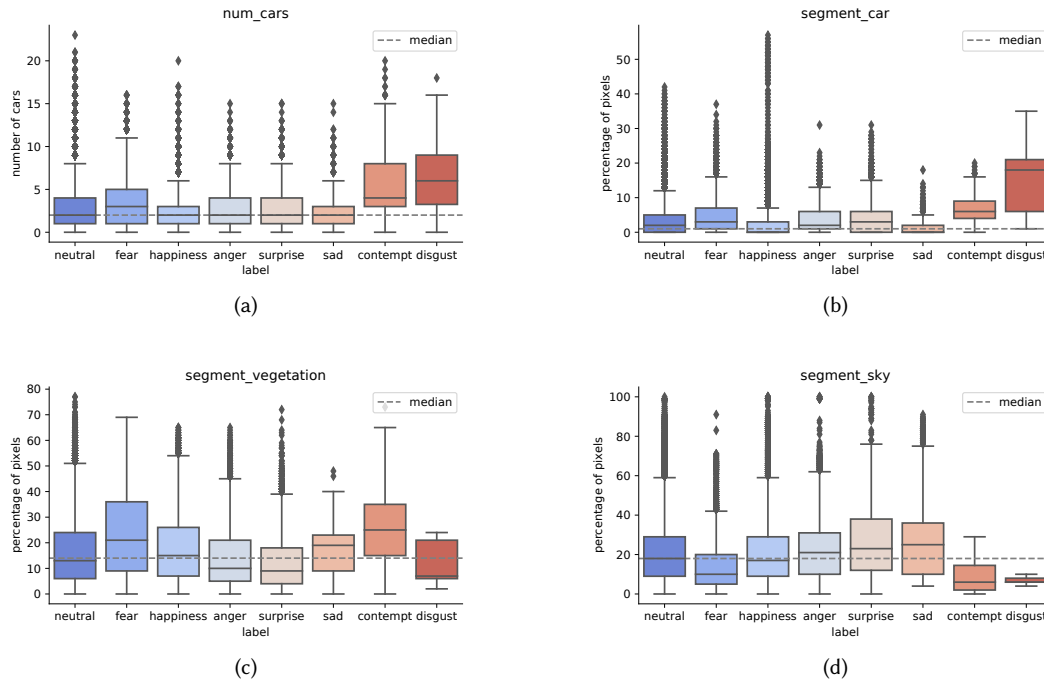 num_cars
median
number of cars
20
15
10
5
0
neutral fear happiness anger surprise sad contempt disgust
label
(a)
segment_car
median
percentage of pixels
50
40
30
20
10
0
neutral fear happiness anger surprise sad contempt disgust
label
(b)
segment_vegetation
median
percentage of pixels
80
70
60
50
40
30
20
10
0
neutral fear happiness anger surprise sad contempt disgust
label
(c)
segment_sky
median
percentage of pixels
100
80
60
40
20
0
neutral fear happiness anger surprise sad contempt disgust
label
(d)